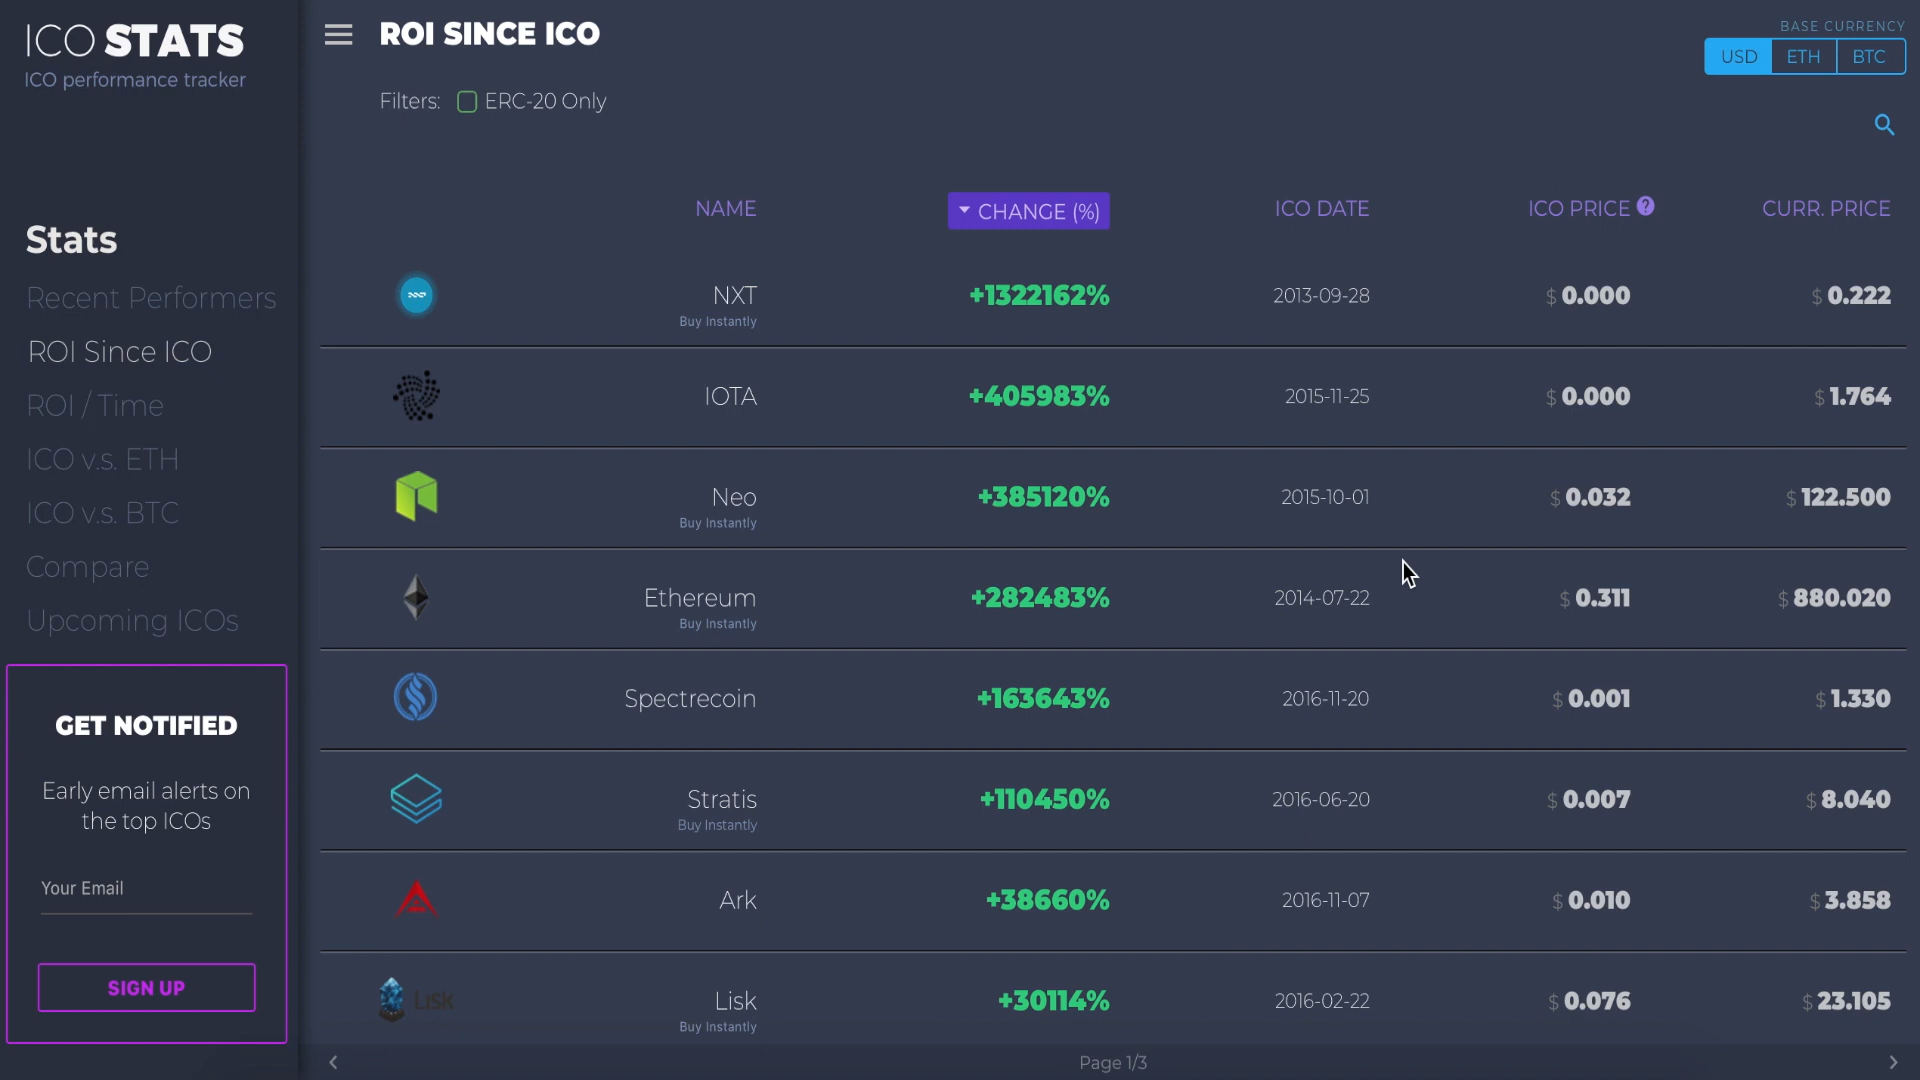 ICO STATS
ICO performance tracker
Stats
Recent Performers
ROI Since ICO
ROI / Time
ICO v.s. ETH
ICO v.s. BTC
Compare
Upcoming ICOs
GET NOTIFIED
Early email alerts on
the top ICOs
Your Email
SIGN UP
ROI SINCE ICO
BASE CURRENCY
USD ETH BTC
Filters: ERC-20 Only
NAME CHANGE (%) ICO DATE ICO PRICE ? CURR. PRICE
NXT +1322162% 2013-09-28 $ 0.000 $ 0.222
Buy Instantly
IOTA +405983% 2015-11-25 $ 0.000 $ 1.764
Neo +385120% 2015-10-01 $ 0.032 $ 122.500
Buy Instantly
Ethereum +282483% 2014-07-22 $ 0.311 $ 880.020
Buy Instantly
Spectrecoin +163643% 2016-11-20 $ 0.001 $ 1.330
Stratis +110450% 2016-06-20 $ 0.007 $ 8.040
Buy Instantly
Ark +38660% 2016-11-07 $ 0.010 $ 3.858
Lisk Lisk +30114% 2016-02-22 $ 0.076 $ 23.105
Buy Instantly
Page 1/3